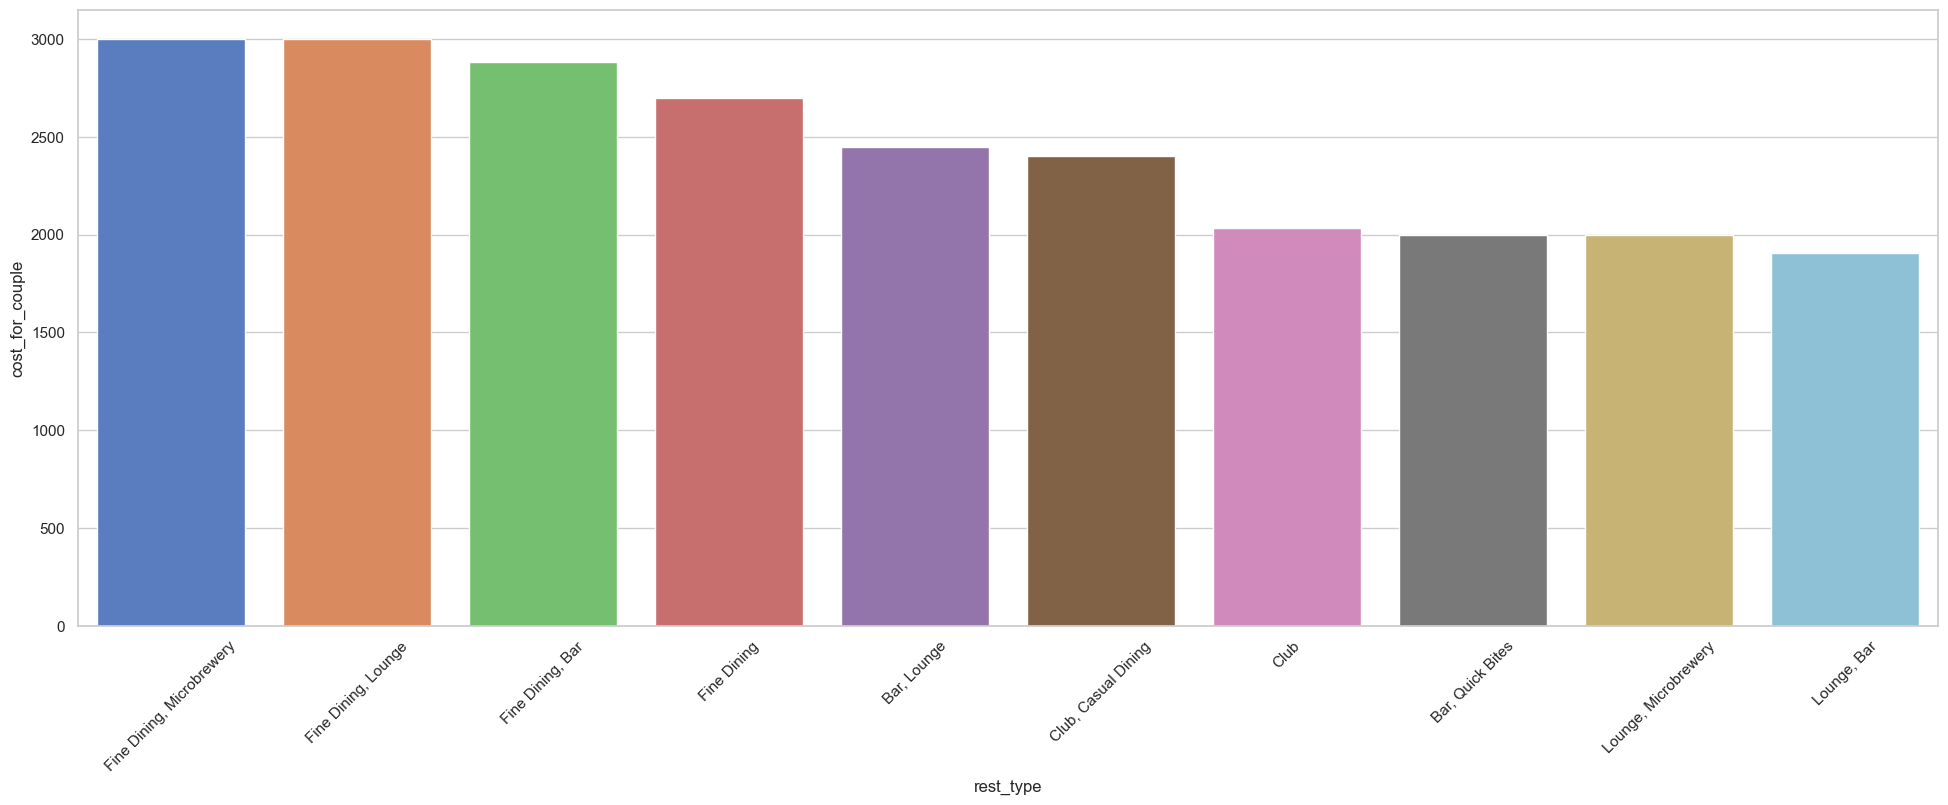 3000
2500
2000
1500
1000
500
0
cost_for_couple
Fine Dining, Microbrewery
Fine Dining, Lounge
Fine Dining, Bar
Fine Dining
Bar, Lounge
Club, Casual Dining
Club
Bar, Quick Bites
Lounge, Microbrewery
Lounge, Bar
rest_type